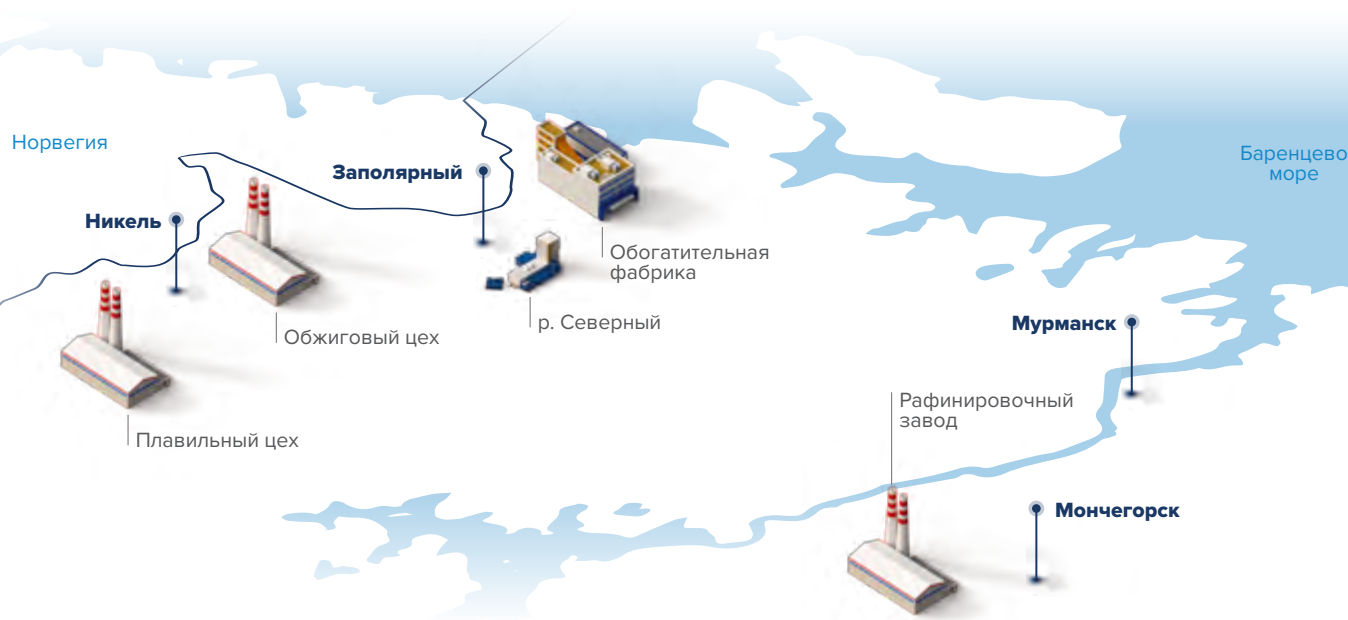 Норвегия
Баренцево
море
Заполярный
Никель
Обогатительная
фабрика
р. Северный
Обжиговый цех
Мурманск
Рафинировочный
завод
Плавильный цех
Мончегорск